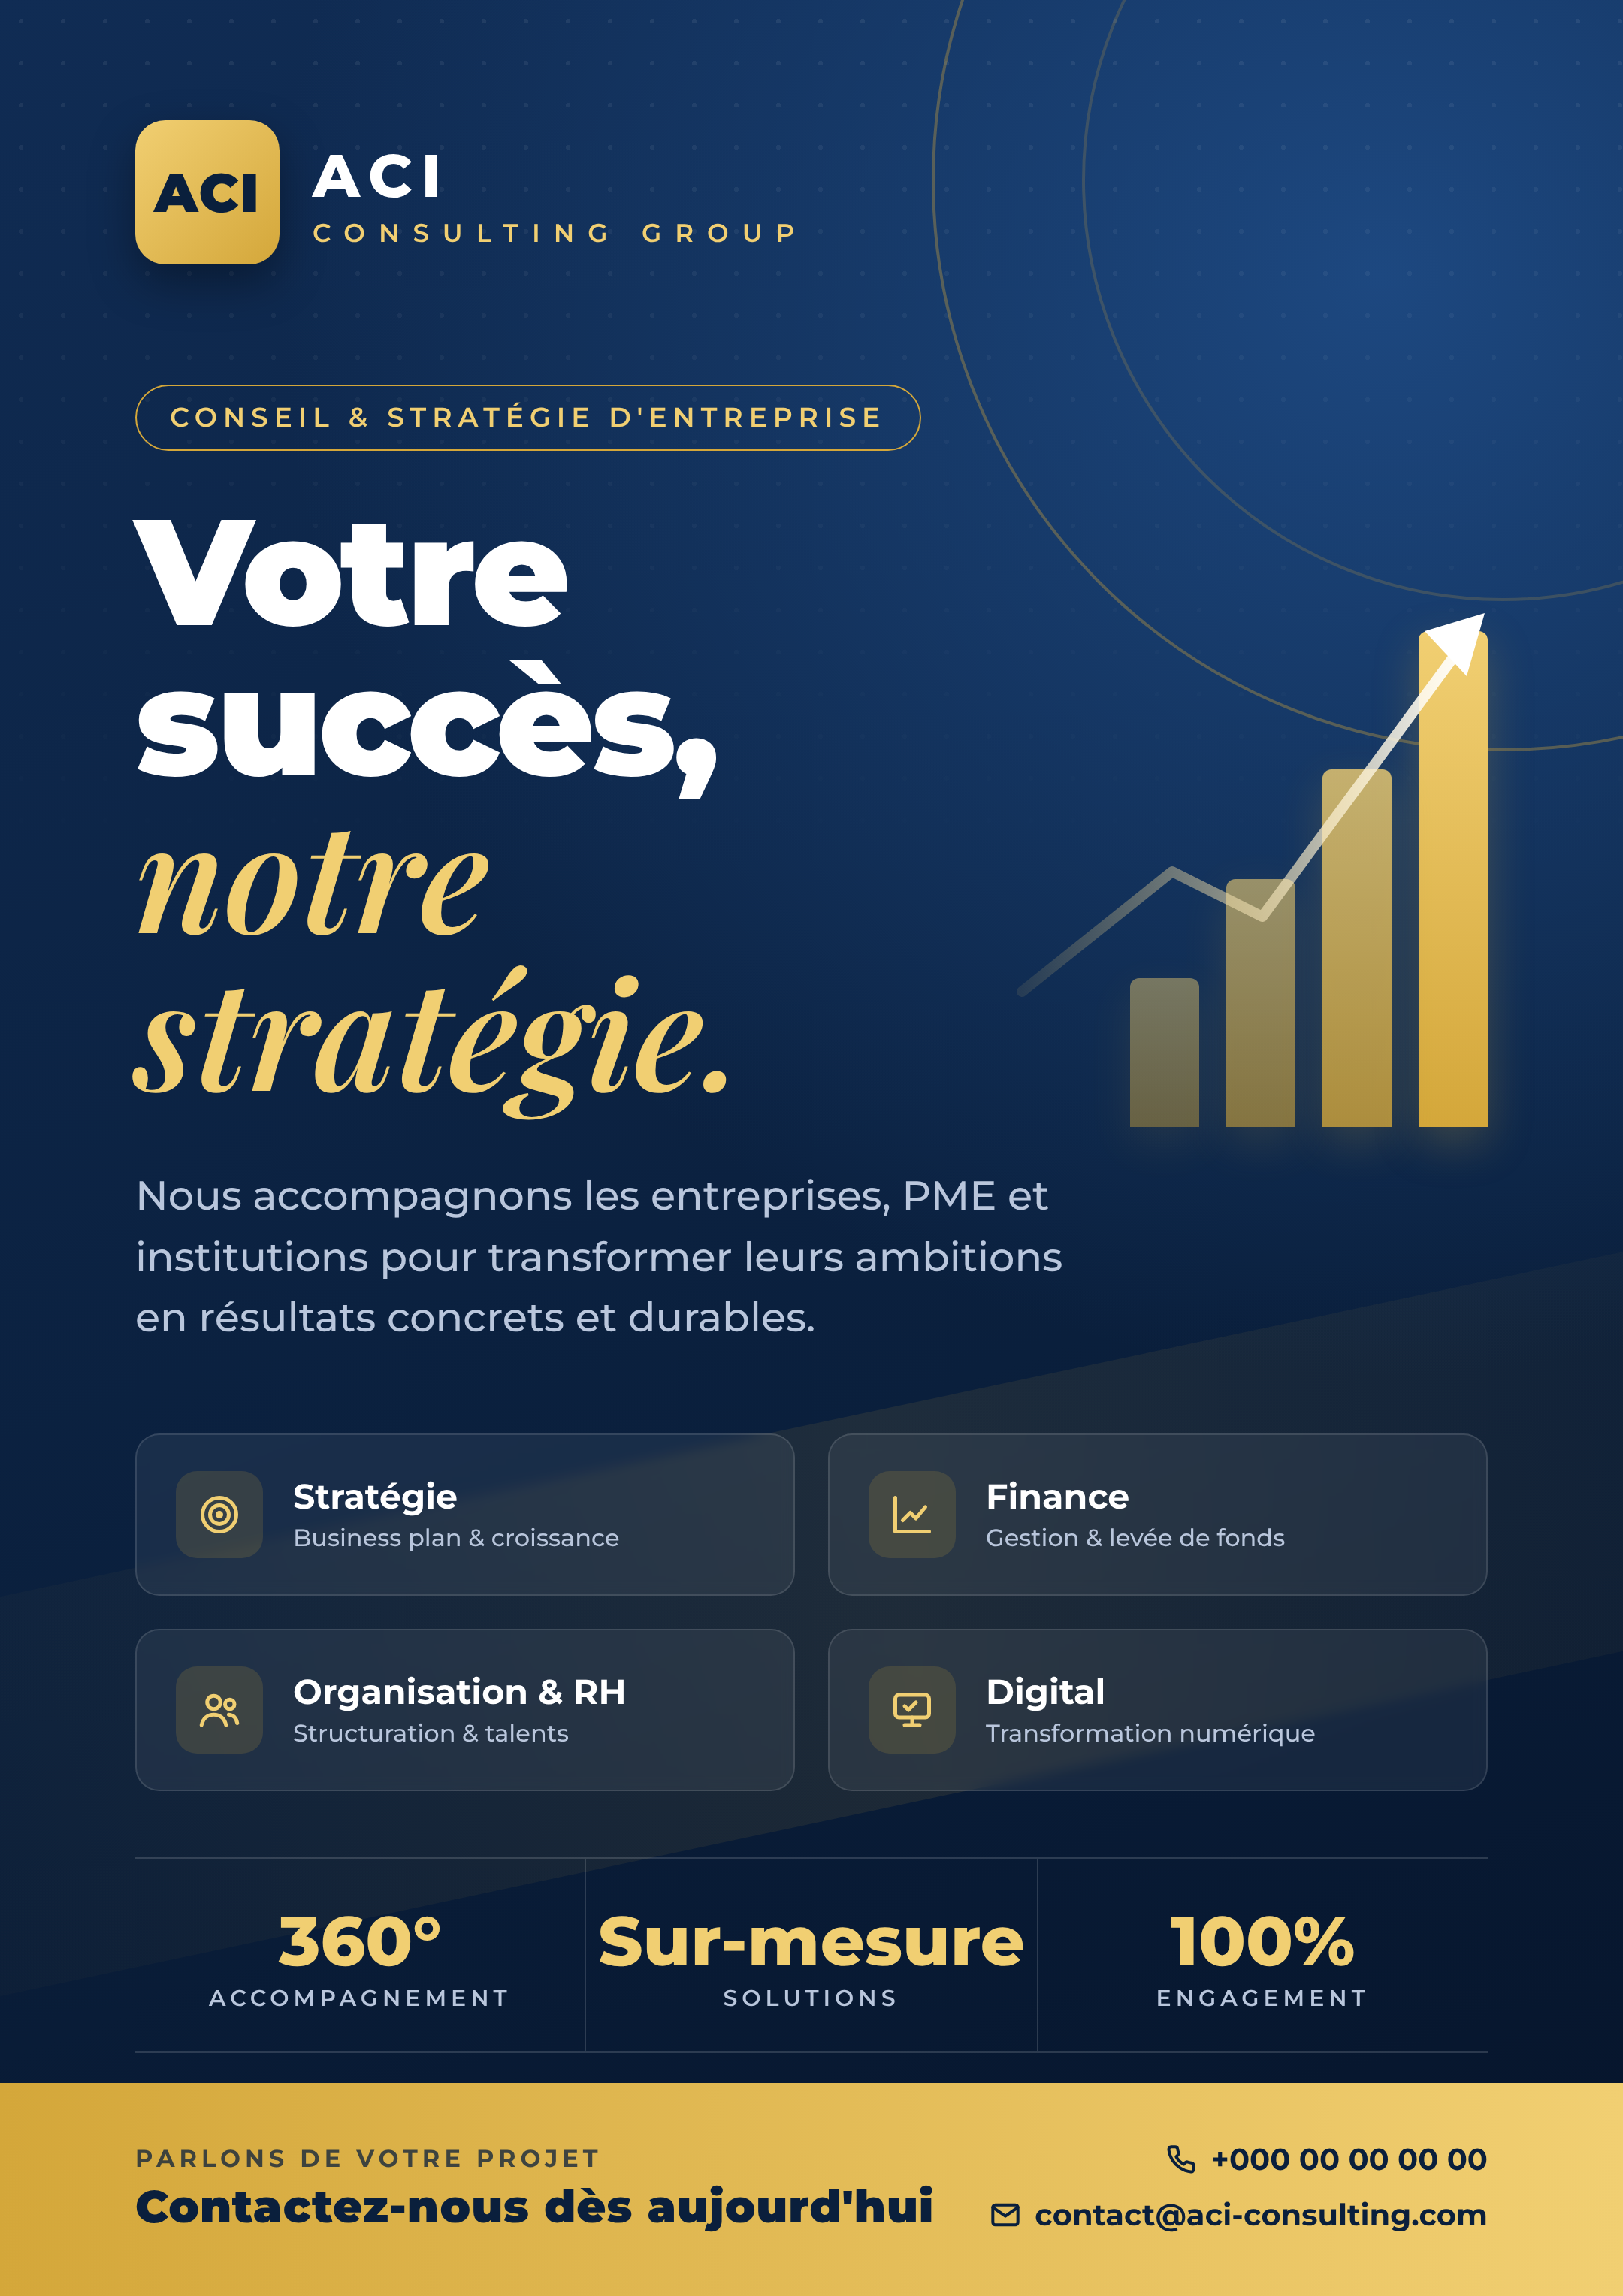 ACI
ACI
CONSULTING GROUP
CONSEIL & STRATÉGIE D'ENTREPRISE
Votre
succès,
notre
stratégie.
Nous accompagnons les entreprises, PME et
institutions pour transformer leurs ambitions
en résultats concrets et durables.
Stratégie
Business plan & croissance
Finance
Gestion & levée de fonds
Organisation & RH
Structuration & talents
Digital
Transformation numérique
360°
ACCOMPAGNEMENT
Sur-mesure
SOLUTIONS
100%
ENGAGEMENT
PARLONS DE VOTRE PROJET
Contactez-nous dès aujourd'hui
+000 00 00 00 00
contact@aci-consulting.com